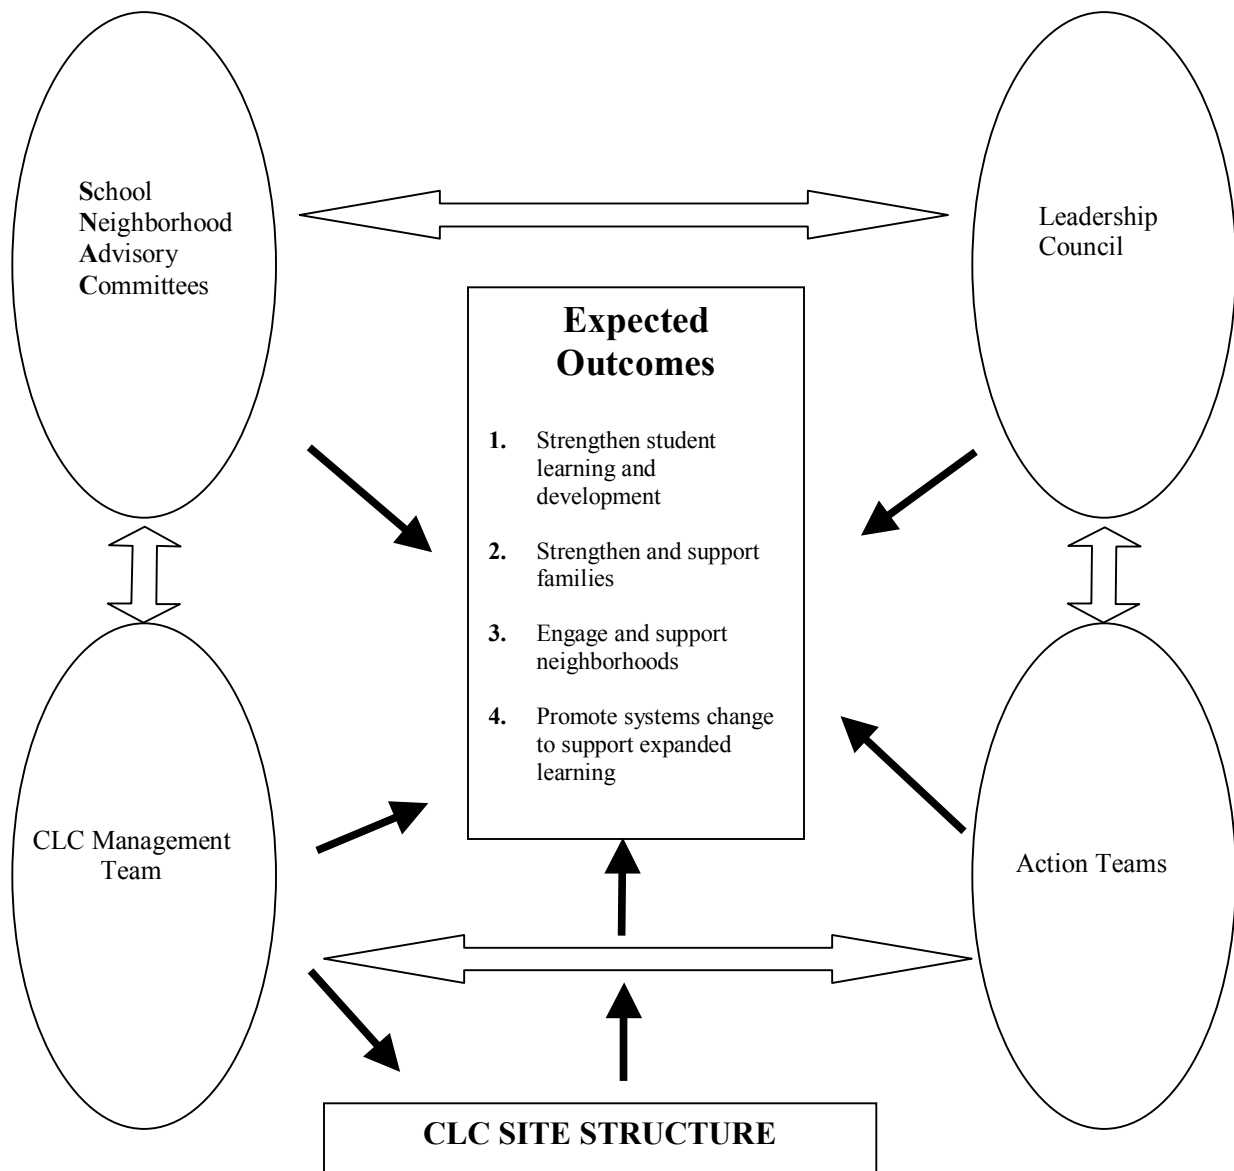 School
Neighborhood
Advisory
Committees
Leadership
Council
Expected
Outcomes
1. Strengthen student
learning and
development
2. Strengthen and support
families
3. Engage and support
neighborhoods
4. Promote systems change
to support expanded
learning
CLC Management
Team
Action Teams
CLC SITE STRUCTURE